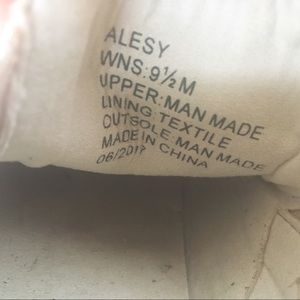 ALESY
WNS:9½M
UPPER:MAN MADE
LINING:TEXTILE
OUTSOLE:MAN MADE
MADE IN CHINA
06/2017